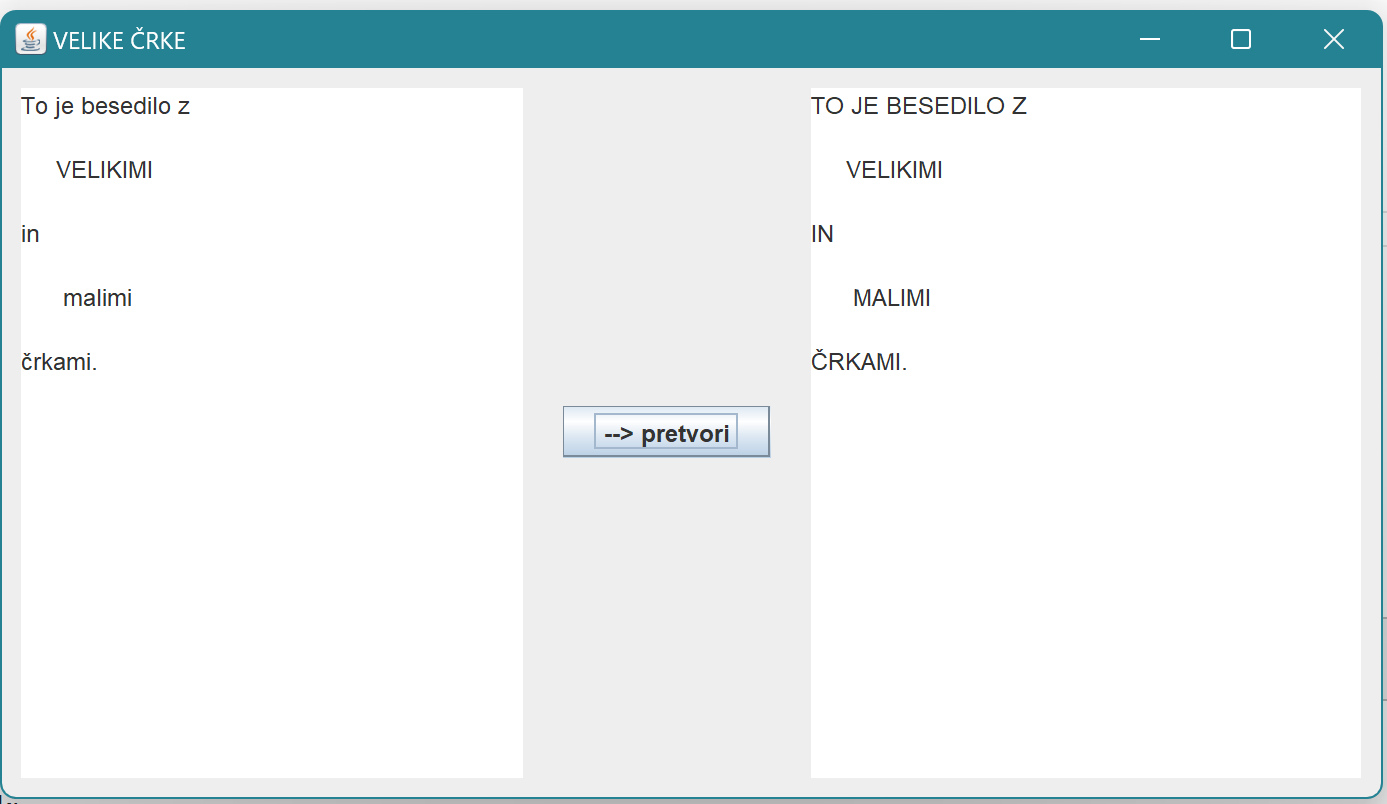 VELIKE ČRKE
To je besedilo z
VELIKIMI
in
malimi
črkami.
--> pretvori
TO JE BESEDILO Z
VELIKIMI
IN
MALIMI
ČRKAMI.